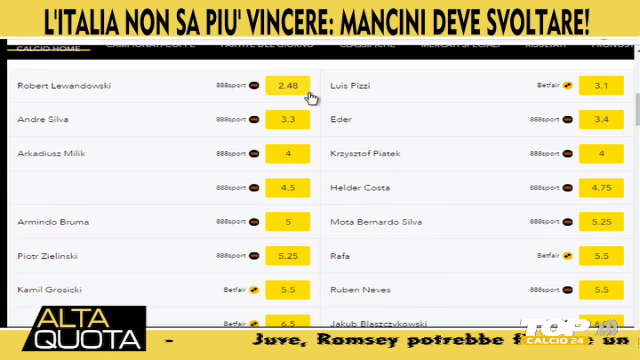 L'ITALIA NON SA PIU' VINCERE: MANCINI DEVE SVOLTARE!
CALCIO HOME
Robert Lewandowski 888sport 2.48 Luis Pizzi Betfair 3.1
Andre Silva 888sport 3.3 Eder 888sport 3.4
Arkadiusz Milik 888sport 4 Krzysztof Piatek 888sport 4
888sport 4.5 Helder Costa 888sport 4.75
Armindo Bruma 888sport 5 Mota Bernardo Silva 888sport 5.25
Piotr Zielinski 888sport 5.25 Rafa Betfair 5.5
Kamil Grosicki Betfair 5.5 Ruben Neves 888sport 5.5
Betfair 6.5 Jakub Blaszczykowski
ALTA QUOTA
TOP CALCIO 24
Juve, Romsey potrebbe un